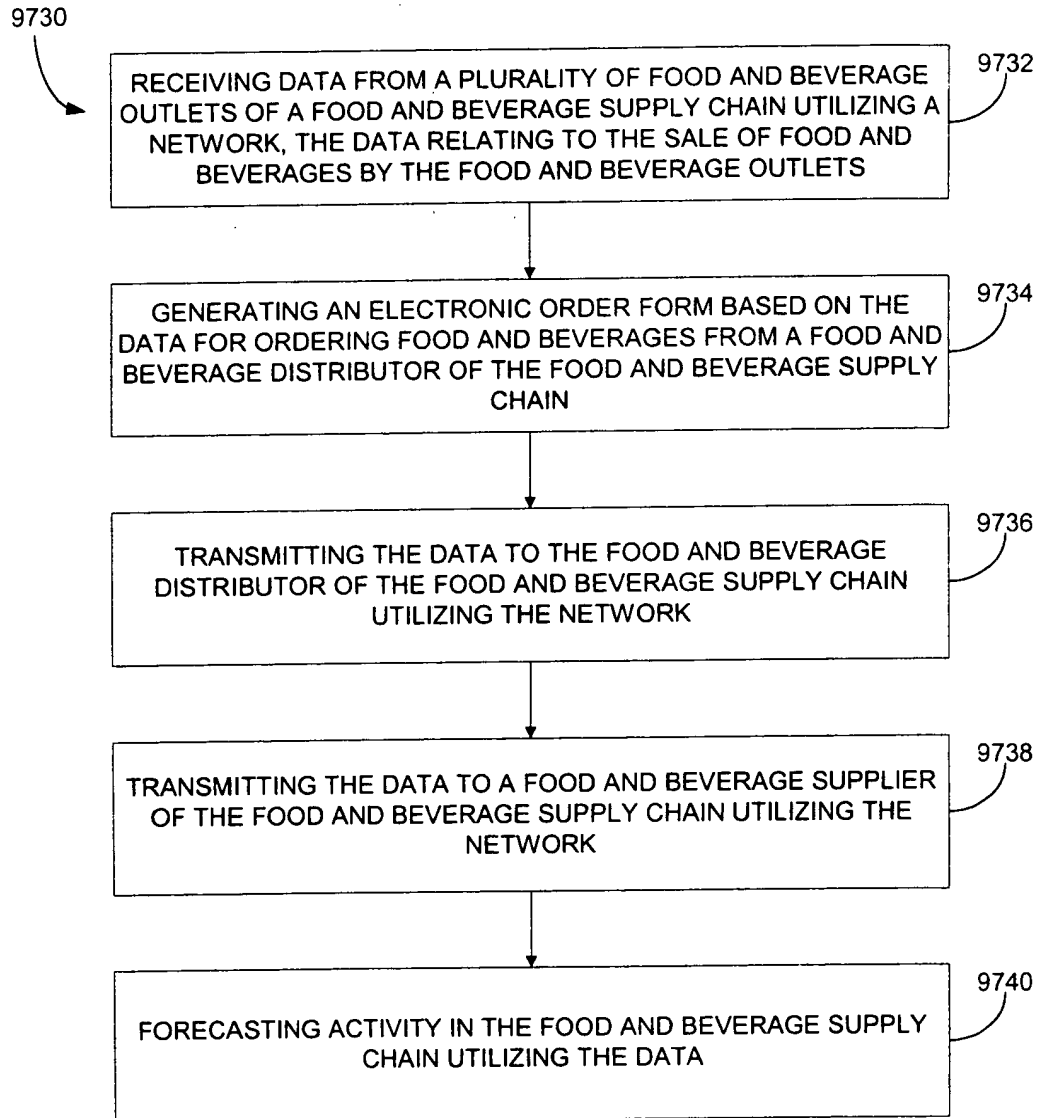 9730
RECEIVING DATA FROM A PLURALITY OF FOOD AND BEVERAGE
OUTLETS OF A FOOD AND BEVERAGE SUPPLY CHAIN UTILIZING A
NETWORK, THE DATA RELATING TO THE SALE OF FOOD AND
BEVERAGES BY THE FOOD AND BEVERAGE OUTLETS
9732
GENERATING AN ELECTRONIC ORDER FORM BASED ON THE
DATA FOR ORDERING FOOD AND BEVERAGES FROM A FOOD AND
BEVERAGE DISTRIBUTOR OF THE FOOD AND BEVERAGE SUPPLY
CHAIN
9734
TRANSMITTING THE DATA TO THE FOOD AND BEVERAGE
DISTRIBUTOR OF THE FOOD AND BEVERAGE SUPPLY CHAIN
UTILIZING THE NETWORK
9736
TRANSMITTING THE DATA TO A FOOD AND BEVERAGE SUPPLIER
OF THE FOOD AND BEVERAGE SUPPLY CHAIN UTILIZING THE
NETWORK
9738
FORECASTING ACTIVITY IN THE FOOD AND BEVERAGE SUPPLY
CHAIN UTILIZING THE DATA
9740